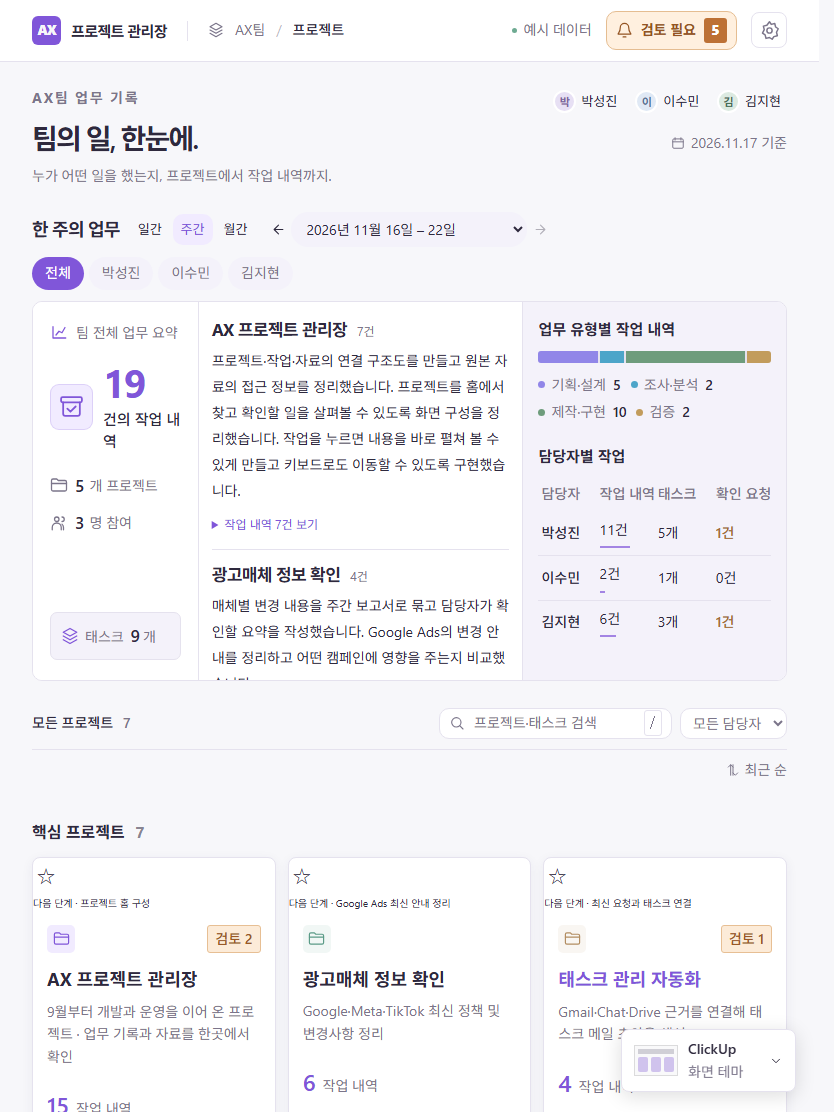 AX 프로젝트 관리장 AX팀 / 프로젝트 예시 데이터 검토 필요 5
AX팀 업무 기록
박 박성진 이 이수민 김 김지현
팀의 일, 한눈에.
2026.11.17 기준
누가 어떤 일을 했는지, 프로젝트에서 작업 내역까지.
한 주의 업무 일간 주간 월간 ← 2026년 11월 16일 – 22일 →
전체 박성진 이수민 김지현
팀 전체 업무 요약
19
건의 작업 내
역
5 개 프로젝트
3 명 참여
태스크 9 개
AX 프로젝트 관리장 7건
프로젝트·작업·자료의 연결 구조도를 만들고 원본 자
료의 접근 정보를 정리했습니다. 프로젝트를 홈에서
찾고 확인할 일을 살펴볼 수 있도록 화면 구성을 정
리했습니다. 작업을 누르면 내용을 바로 펼쳐 볼 수
있게 만들고 키보드로도 이동할 수 있도록 구현했습
니다.
▶ 작업 내역 7건 보기
광고매체 정보 확인 4건
매체별 변경 내용을 주간 보고서로 묶고 담당자가 확
인할 요약을 작성했습니다. Google Ads의 변경 안
내를 정리하고 어떤 캠페인에 영향을 주는지 비교했
업무 유형별 작업 내역
기획·설계 5 조사·분석 2
제작·구현 10 검증 2
담당자별 작업
담당자 작업 내역 태스크 확인 요청
박성진 11건 5개 1건
이수민 2건 1개 0건
김지현 6건 3개 1건
모든 프로젝트 7 프로젝트·태스크 검색 / 모든 담당자
최근 순
핵심 프로젝트 7
다음 단계 · 프로젝트 홈 구성
검토 2
AX 프로젝트 관리장
9월부터 개발과 운영을 이어 온 프로
젝트 · 업무 기록과 자료를 한곳에서
확인
15 작업 내역
다음 단계 · Google Ads 최신 안내 정리
광고매체 정보 확인
Google·Meta·TikTok 최신 정책 및
변경사항 정리
6 작업 내역
다음 단계 · 최신 요청과 태스크 연결
검토 1
태스크 관리 자동화
Gmail·Chat·Drive 근거를 연결해 태
스크 메일
4 작업 내
ClickUp
화면 테마